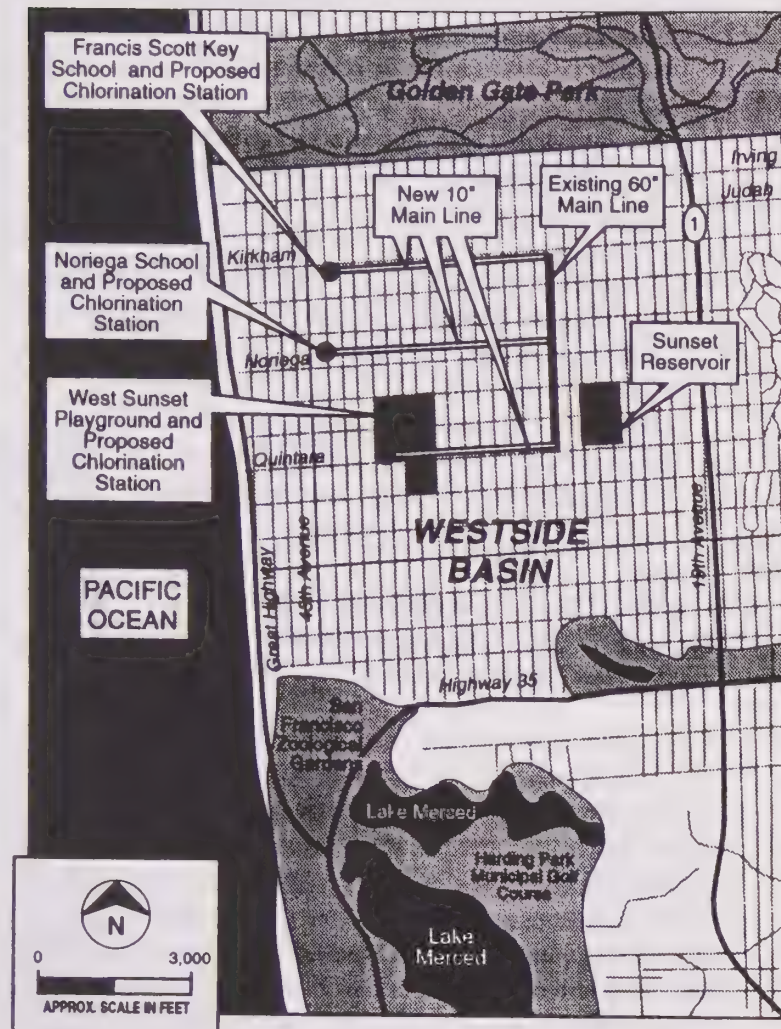 Francis Scott Key
School and Proposed
Chlorination Station
Golden Gate Park
Irving
Judah
New 10"
Main Line
Existing 60"
Main Line
1
Kirkham
Noriega School
and Proposed
Chlorination
Station
Noriega
Sunset
Reservoir
West Sunset
Playground and
Proposed
Chlorination
Station
Quintara
WESTSIDE
BASIN
PACIFIC
OCEAN
Great Highway
45th Avenue
19th Avenue
Highway 35
San
Francisco
Zoological
Gardens
Lake Merced
Harding Park
Municipal Golf
Course
Lake
Merced
N
0 3,000
APPROX. SCALE IN FEET